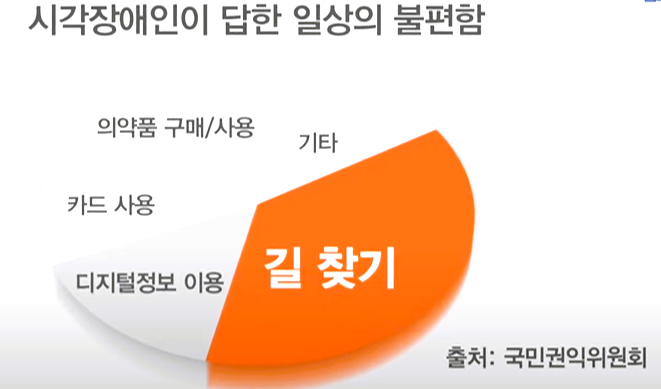 시각장애인이 답한 일상의 불편함
의약품 구매/사용
기타
카드 사용
디지털정보 이용
길 찾기
출처: 국민권익위원회